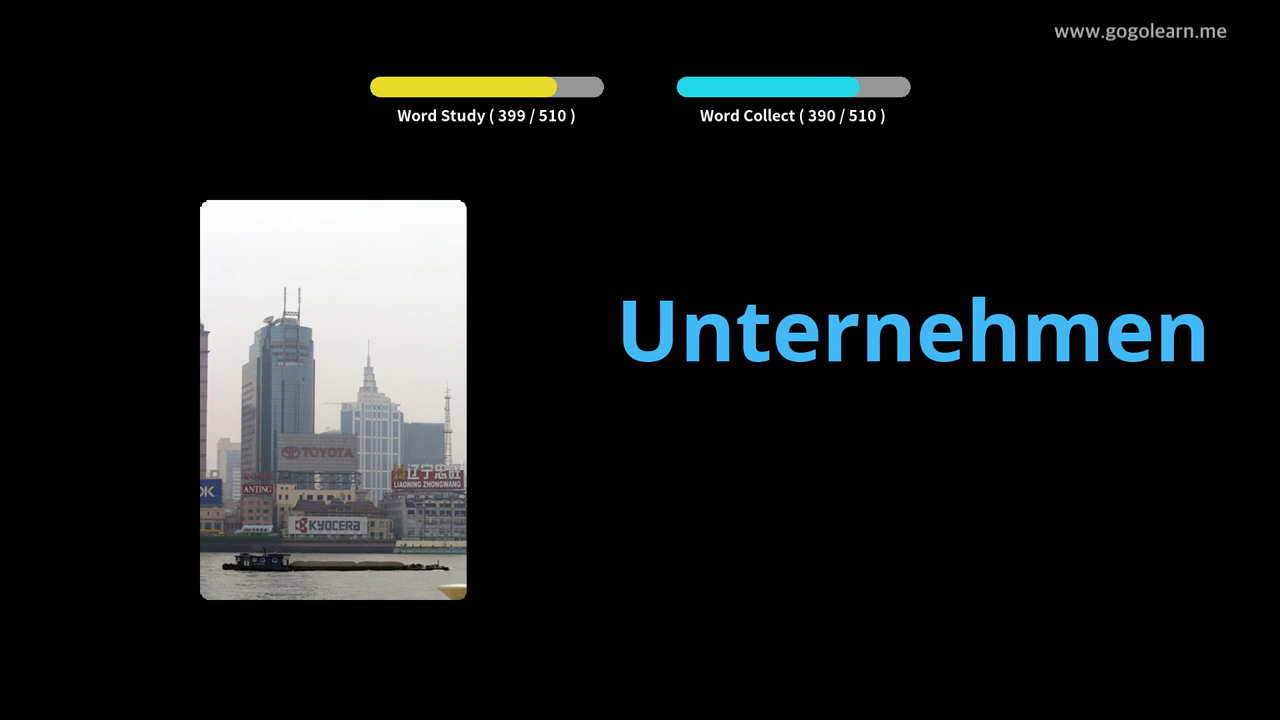 www.gogolearn.me
Word Study ( 399 / 510 )
Word Collect ( 390 / 510 )
Unternehmen
TOYOTA
辽宁忠旺
LIAONING ZHONGWANG
OK
ANTING
KYOCERA